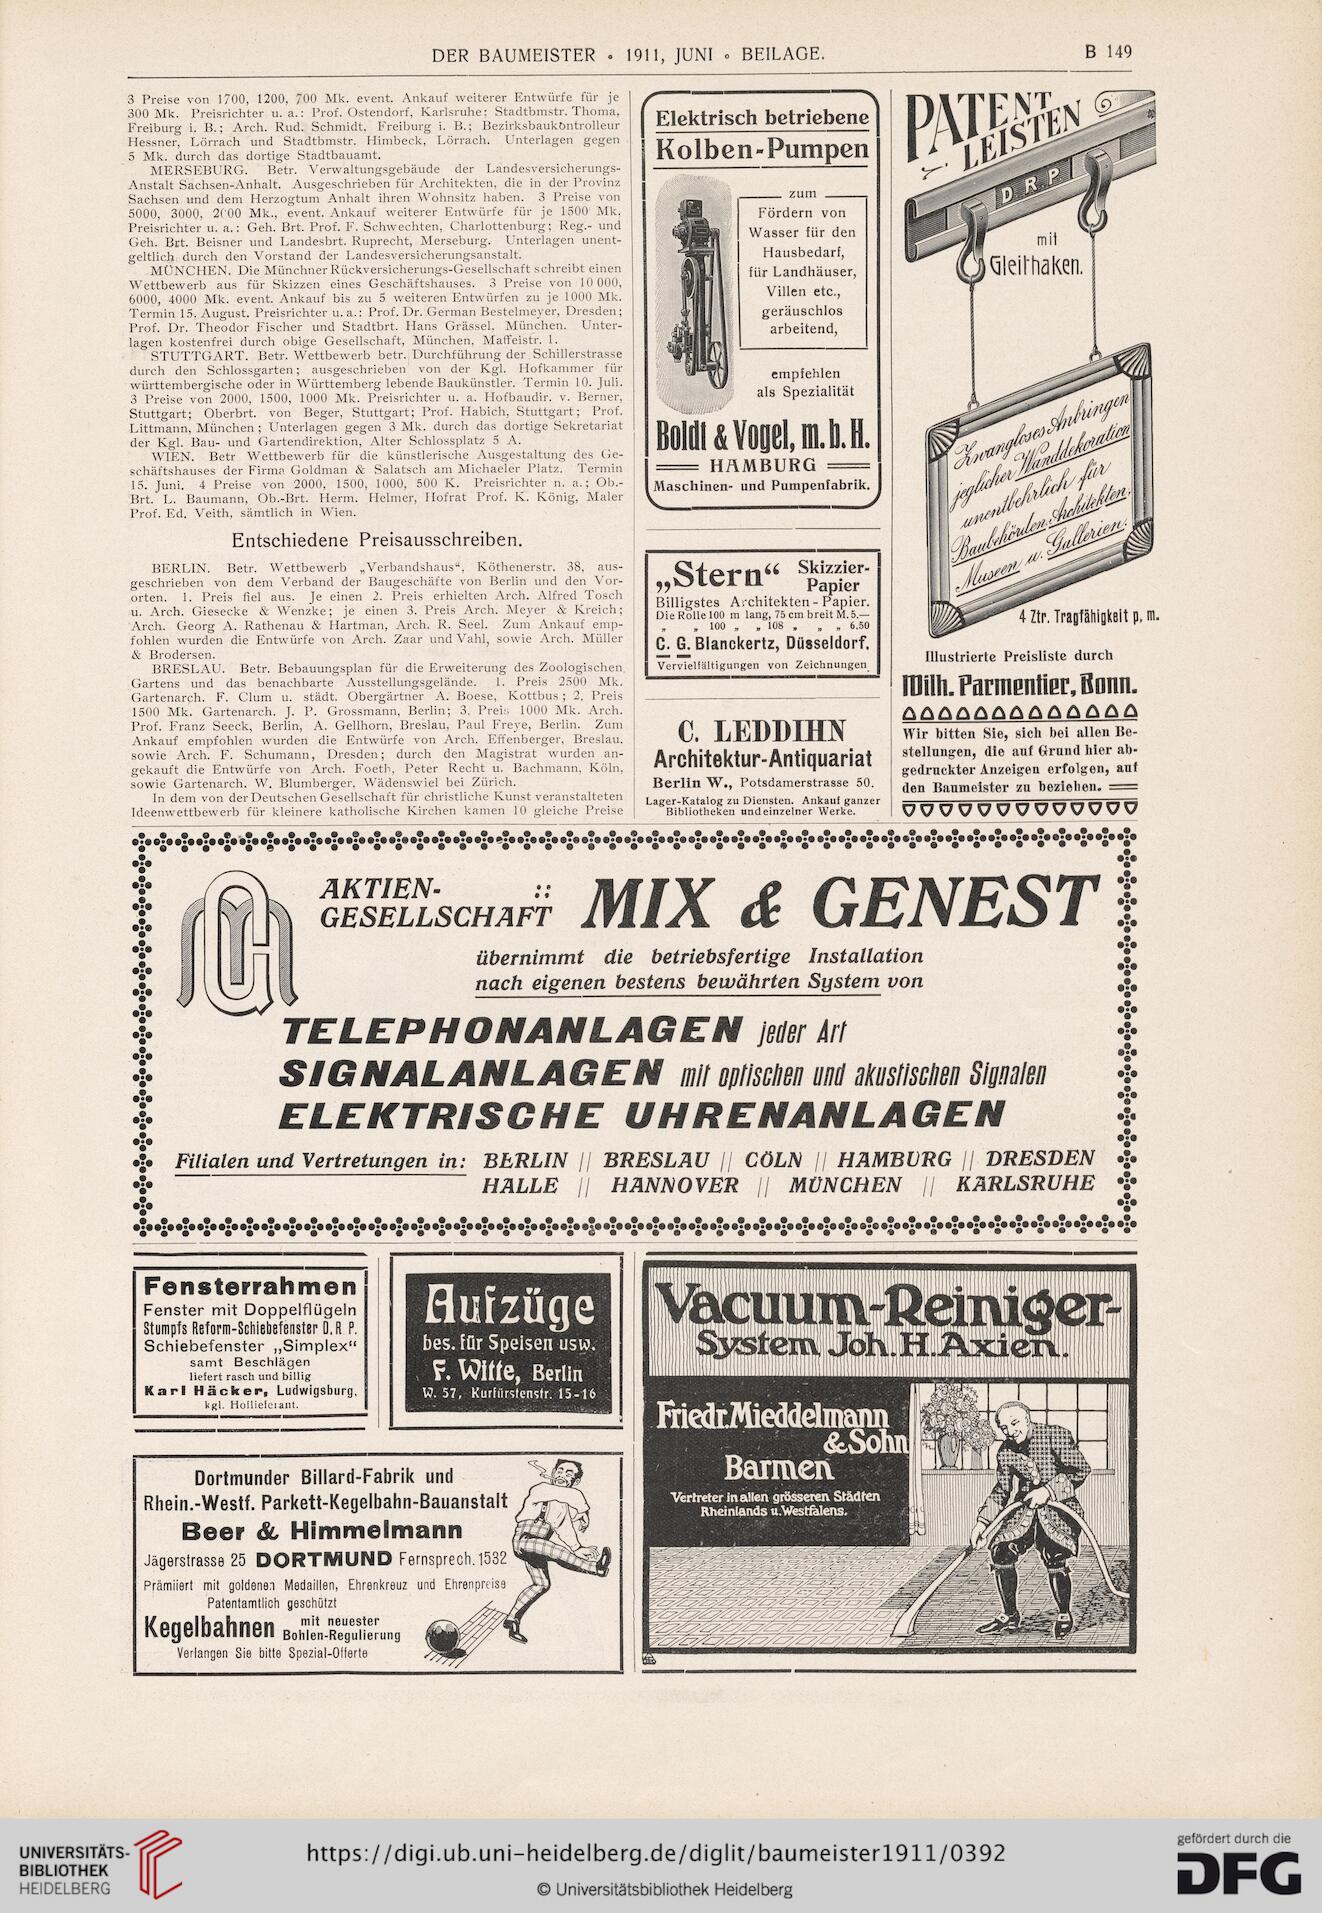 DER BAUMEISTER ∘ 1911, JUNI ∘ BEILAGE.
B 149
3 Preise von 1700, 1200, 700 Mk. event. Ankauf weiterer Entwürfe für je
300 Mk. Preisrichter u. a.: Prof. Ostendorf, Karlsruhe; Stadtbmstr. Thoma,
Freiburg i. B.; Arch. Rud. Schmidt, Freiburg i. B.; Bezirksbaukontrolleur
Hessner, Lörrach und Stadtbmstr. Himbeck, Lörrach. Unterlagen gegen
5 Mk. durch das dortige Stadtbauamt.
MERSEBURG. Betr. Verwaltungsgebäude der Landesversicherungs-
Anstalt Sachsen-Anhalt. Ausgeschrieben für Architekten, die in der Provinz
Sachsen und dem Herzogtum Anhalt ihren Wohnsitz haben. 3 Preise von
5000, 3000, 2000 Mk., event. Ankauf weiterer Entwürfe für je 1500 Mk.
Preisrichter u. a.: Geh. Brt. Prof. F. Schwechten, Charlottenburg; Reg.- und
Geh. Brt. Beisner und Landesbrt. Ruprecht, Merseburg. Unterlagen unent-
geltlich durch den Vorstand der Landesversicherungsanstalt.
MÜNCHEN. Die Münchner Rückversicherungs-Gesellschaft schreibt einen
Wettbewerb aus für Skizzen eines Geschäftshauses. 3 Preise von 10 000,
6000, 4000 Mk. event. Ankauf bis zu 5 weiteren Entwürfen zu je 1000 Mk.
Termin 15. August. Preisrichter u. a.: Prof. Dr. German Bestelmeyer, Dresden;
Prof. Dr. Theodor Fischer und Stadtbrt. Hans Grässel, München. Unter-
lagen kostenfrei durch obige Gesellschaft, München, Maffeistr. 1.
STUTTGART. Betr. Wettbewerb betr. Durchführung der Schillerstrasse
durch den Schlossgarten; ausgeschrieben von der Kgl. Hofkammer für
württembergische oder in Württemberg lebende Baukünstler. Termin 10. Juli.
3 Preise von 2000, 1500, 1000 Mk. Preisrichter u. a. Hofbaudir. v. Berner,
Stuttgart; Oberbrt. von Beger, Stuttgart; Prof. Habich, Stuttgart; Prof.
Littmann, München; Unterlagen gegen 3 Mk. durch das dortige Sekretariat
der Kgl. Bau- und Gartendirektion, Alter Schlossplatz 5 A.
WIEN. Betr Wettbewerb für die künstlerische Ausgestaltung des Ge-
schäftshauses der Firma Goldman & Salatsch am Michaeler Platz. Termin
15. Juni. 4 Preise von 2000, 1500, 1000, 500 K. Preisrichter n. a.; Ob.-
Brt. L. Baumann, Ob.-Brt. Herm. Helmer, Hofrat Prof. K. König, Maler
Prof. Ed. Veith, sämtlich in Wien.
Entschiedene Preisausschreiben.
BERLIN. Betr. Wettbewerb „Verbandshaus“, Köthenerstr. 38, aus-
geschrieben von dem Verband der Baugeschäfte von Berlin und den Vor-
orten. 1. Preis fiel aus. Je einen 2. Preis erhielten Arch. Alfred Tosch
u. Arch. Giesecke & Wenzke; je einen 3. Preis Arch. Meyer & Kreich;
Arch. Georg A. Rathenau & Hartman, Arch. R. Seel. Zum Ankauf emp-
fohlen wurden die Entwürfe von Arch. Zaar und Vahl, sowie Arch. Müller
& Brodersen.
BRESLAU. Betr. Bebauungsplan für die Erweiterung des Zoologischen
Gartens und das benachbarte Ausstellungsgelände. 1. Preis 2500 Mk.
Gartenarch. F. Clum u. städt. Obergärtner A. Boese, Kottbus; 2. Preis
1500 Mk. Gartenarch. J. P. Grossmann, Berlin; 3. Preis 1000 Mk. Arch.
Prof. Franz Seeck, Berlin, A. Gellhorn, Breslau, Paul Freye, Berlin. Zum
Ankauf empfohlen wurden die Entwürfe von Arch. Effenberger, Breslau.
sowie Arch. F. Schumann, Dresden; durch den Magistrat wurden an-
gekauft die Entwürfe von Arch. Foeth, Peter Recht u. Bachmann, Köln,
sowie Gartenarch. W. Blumberger, Wädenswiel bei Zürich.
In dem von der Deutschen Gesellschaft für christliche Kunst veranstalteten
Ideenwettbewerb für kleinere katholische Kirchen kamen 10 gleiche Preise
Elektrisch betriebene
Kolben-Pumpen
zum
Fördern von
Wasser für den
Hausbedarf,
für Landhäuser,
Villen etc.,
geräuschlos
arbeitend,
empfehlen
als Spezialität
Boldt & Vogel, m.b.H.
HAMBURG
Maschinen- und Pumpenfabrik.
„Stern“ Skizzier-
Papier
Billigstes Architekten-Papier.
Die Rolle 100 m lang, 75 cm breit M. 5.—
„ „ 100 „ „ 108 „ „ „ 6.50
C. G. Blanckertz, Düsseldorf.
Vervielfältigungen von Zeichnungen
C. LEDDIHN
Architektur-Antiquariat
Berlin W., Potsdamerstrasse 50.
Lager-Katalog zu Diensten. Ankauf ganzer
Bibliotheken und einzelner Werke.
PATENT
LEISTEN
D.R.P.
mit
Gleithaken.
Zwangloses Anbringen
jeglicher Wanddekoration
unentbehrlich für
Baubehörden, Architekten,
Museen u. Gallerien.
4 Ztr. Tragfähigkeit p. m.
Illustrierte Preisliste durch
Wilh. Parmentier, Bonn.
Wir bitten Sie, sich bei allen Be-
stellungen, die auf Grund hier ab-
gedruckter Anzeigen erfolgen, auf
den Baumeister zu beziehen.
AKTIEN- ::
GESELLSCHAFT
MIX & GENEST
übernimmt die betriebsfertige Installation
nach eigenen bestens bewährten System von
TELEPHONANLAGEN jeder Art
SIGNALANLAGEN mit optischen und akustischen Signalen
ELEKTRISCHE UHRENANLAGEN
Filialen und Vertretungen in: BERLIN // BRESLAU // CÖLN // HAMBURG // DRESDEN
HALLE // HANNOVER // MÜNCHEN // KARLSRUHE
Fensterrahmen
Fenster mit Doppelflügeln
Stumpfs Reform-Schiebefenster D.R.P.
Schiebefenster „Simplex“
samt Beschlägen
liefert rasch und billig
Karl Häcker, Ludwigsburg,
kgl. Hoflieferant.
Aufzüge
bes. für Speisen usw.
F. Witte, Berlin
W. 57, Kurfürstenstr. 15-16
Dortmunder Billard-Fabrik und
Rhein.-Westf. Parkett-Kegelbahn-Bauanstalt
Beer & Himmelmann
Jägerstrasse 25 DORTMUND Fernsprech. 1532
Prämiiert mit goldenen Medaillen, Ehrenkreuz und Ehrenpreise
Patentamtlich geschützt
Kegelbahnen mit neuester
Bohlen-Regulierung
Verlangen Sie bitte Spezial-Offerte
Vacuum-Reiniger-
System Joh. H. Axien.
Friedr. Mieddelmann
& Sohn
Barmen
Vertreter in allen grösseren Städten
Rheinlands u. Westfalens.
UNIVERSITÄTS-
BIBLIOTHEK
HEIDELBERG
https://digi.ub.uni-heidelberg.de/diglit/baumeister1911/0392
© Universitätsbibliothek Heidelberg
gefördert durch die
DFG